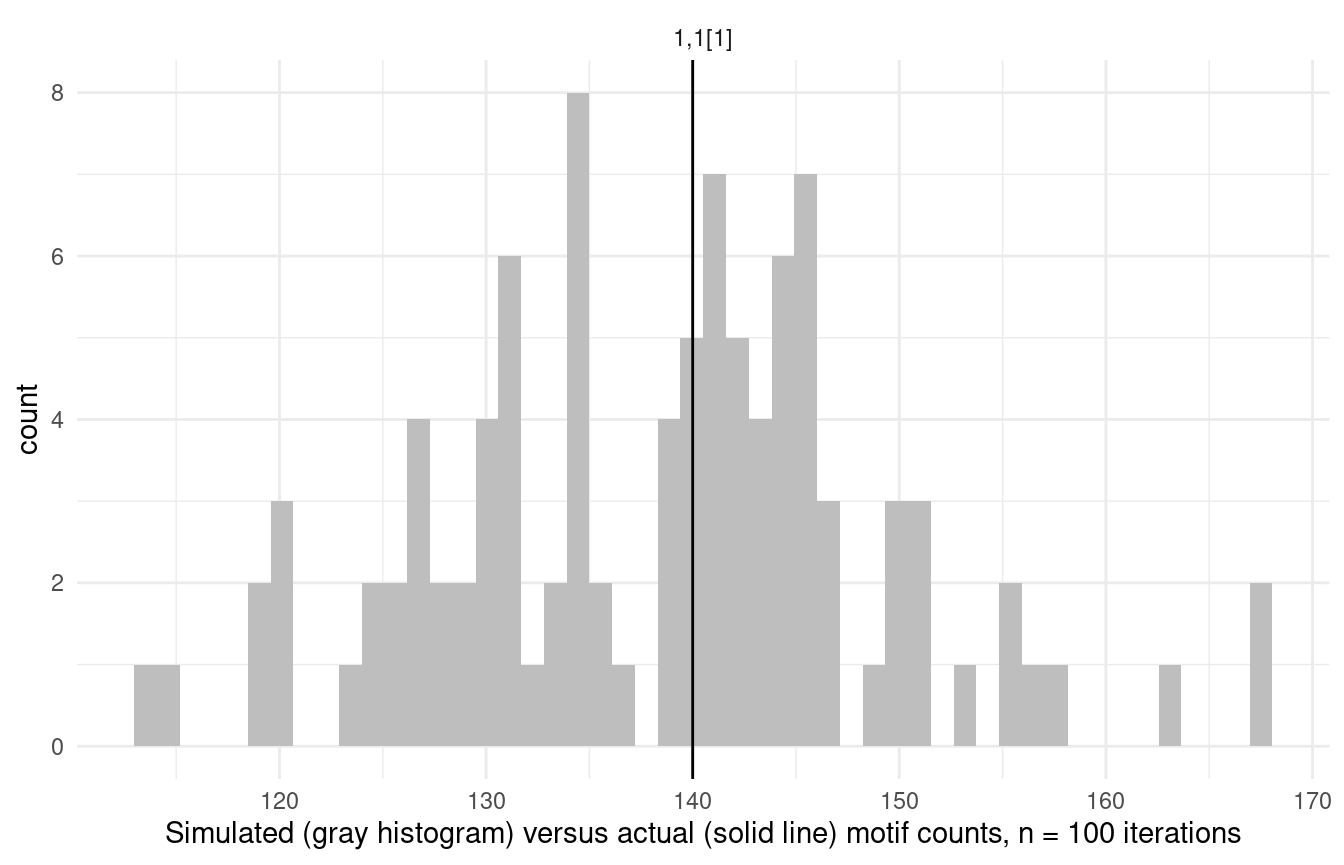 1,1[1]
8
6
4
2
0
count
120 130 140 150 160 170
Simulated (gray histogram) versus actual (solid line) motif counts, n = 100 iterations